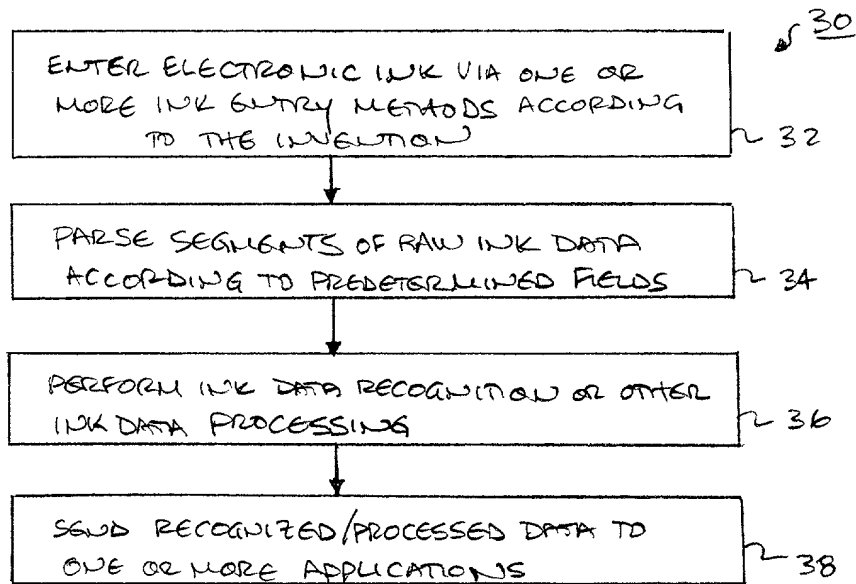 30
ENTER ELECTRONIC INK VIA ONE OR
MORE INK ENTRY METHODS ACCORDING
TO THE INVENTION
32
PARSE SEGMENTS OF RAW INK DATA
ACCORDING TO PREDETERMINED FIELDS
34
PERFORM INK DATA RECOGNITION OR OTHER
INK DATA PROCESSING
36
SEND RECOGNIZED/PROCESSED DATA TO
ONE OR MORE APPLICATIONS
38